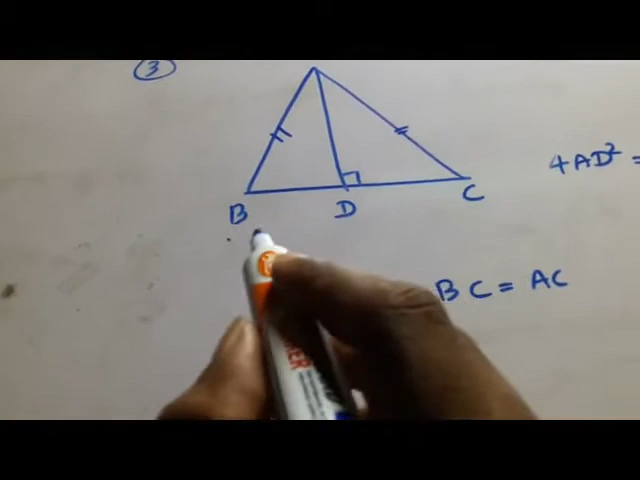 3
4AD² =
B D C
BC = AC